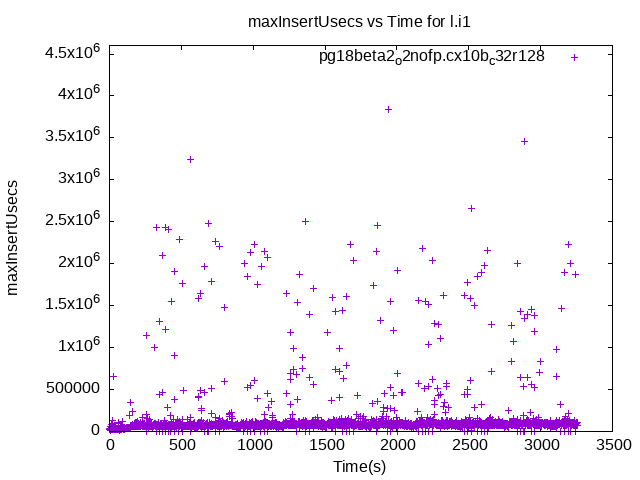 maxInsertUsecs vs Time for l.i1
pg18beta2_o2nofp.cx10b_c32r128
4.5x10^6
4x10^6
3.5x10^6
3x10^6
2.5x10^6
2x10^6
1.5x10^6
1x10^6
500000
0
maxInsertUsecs
0 500 1000 1500 2000 2500 3000 3500
Time(s)